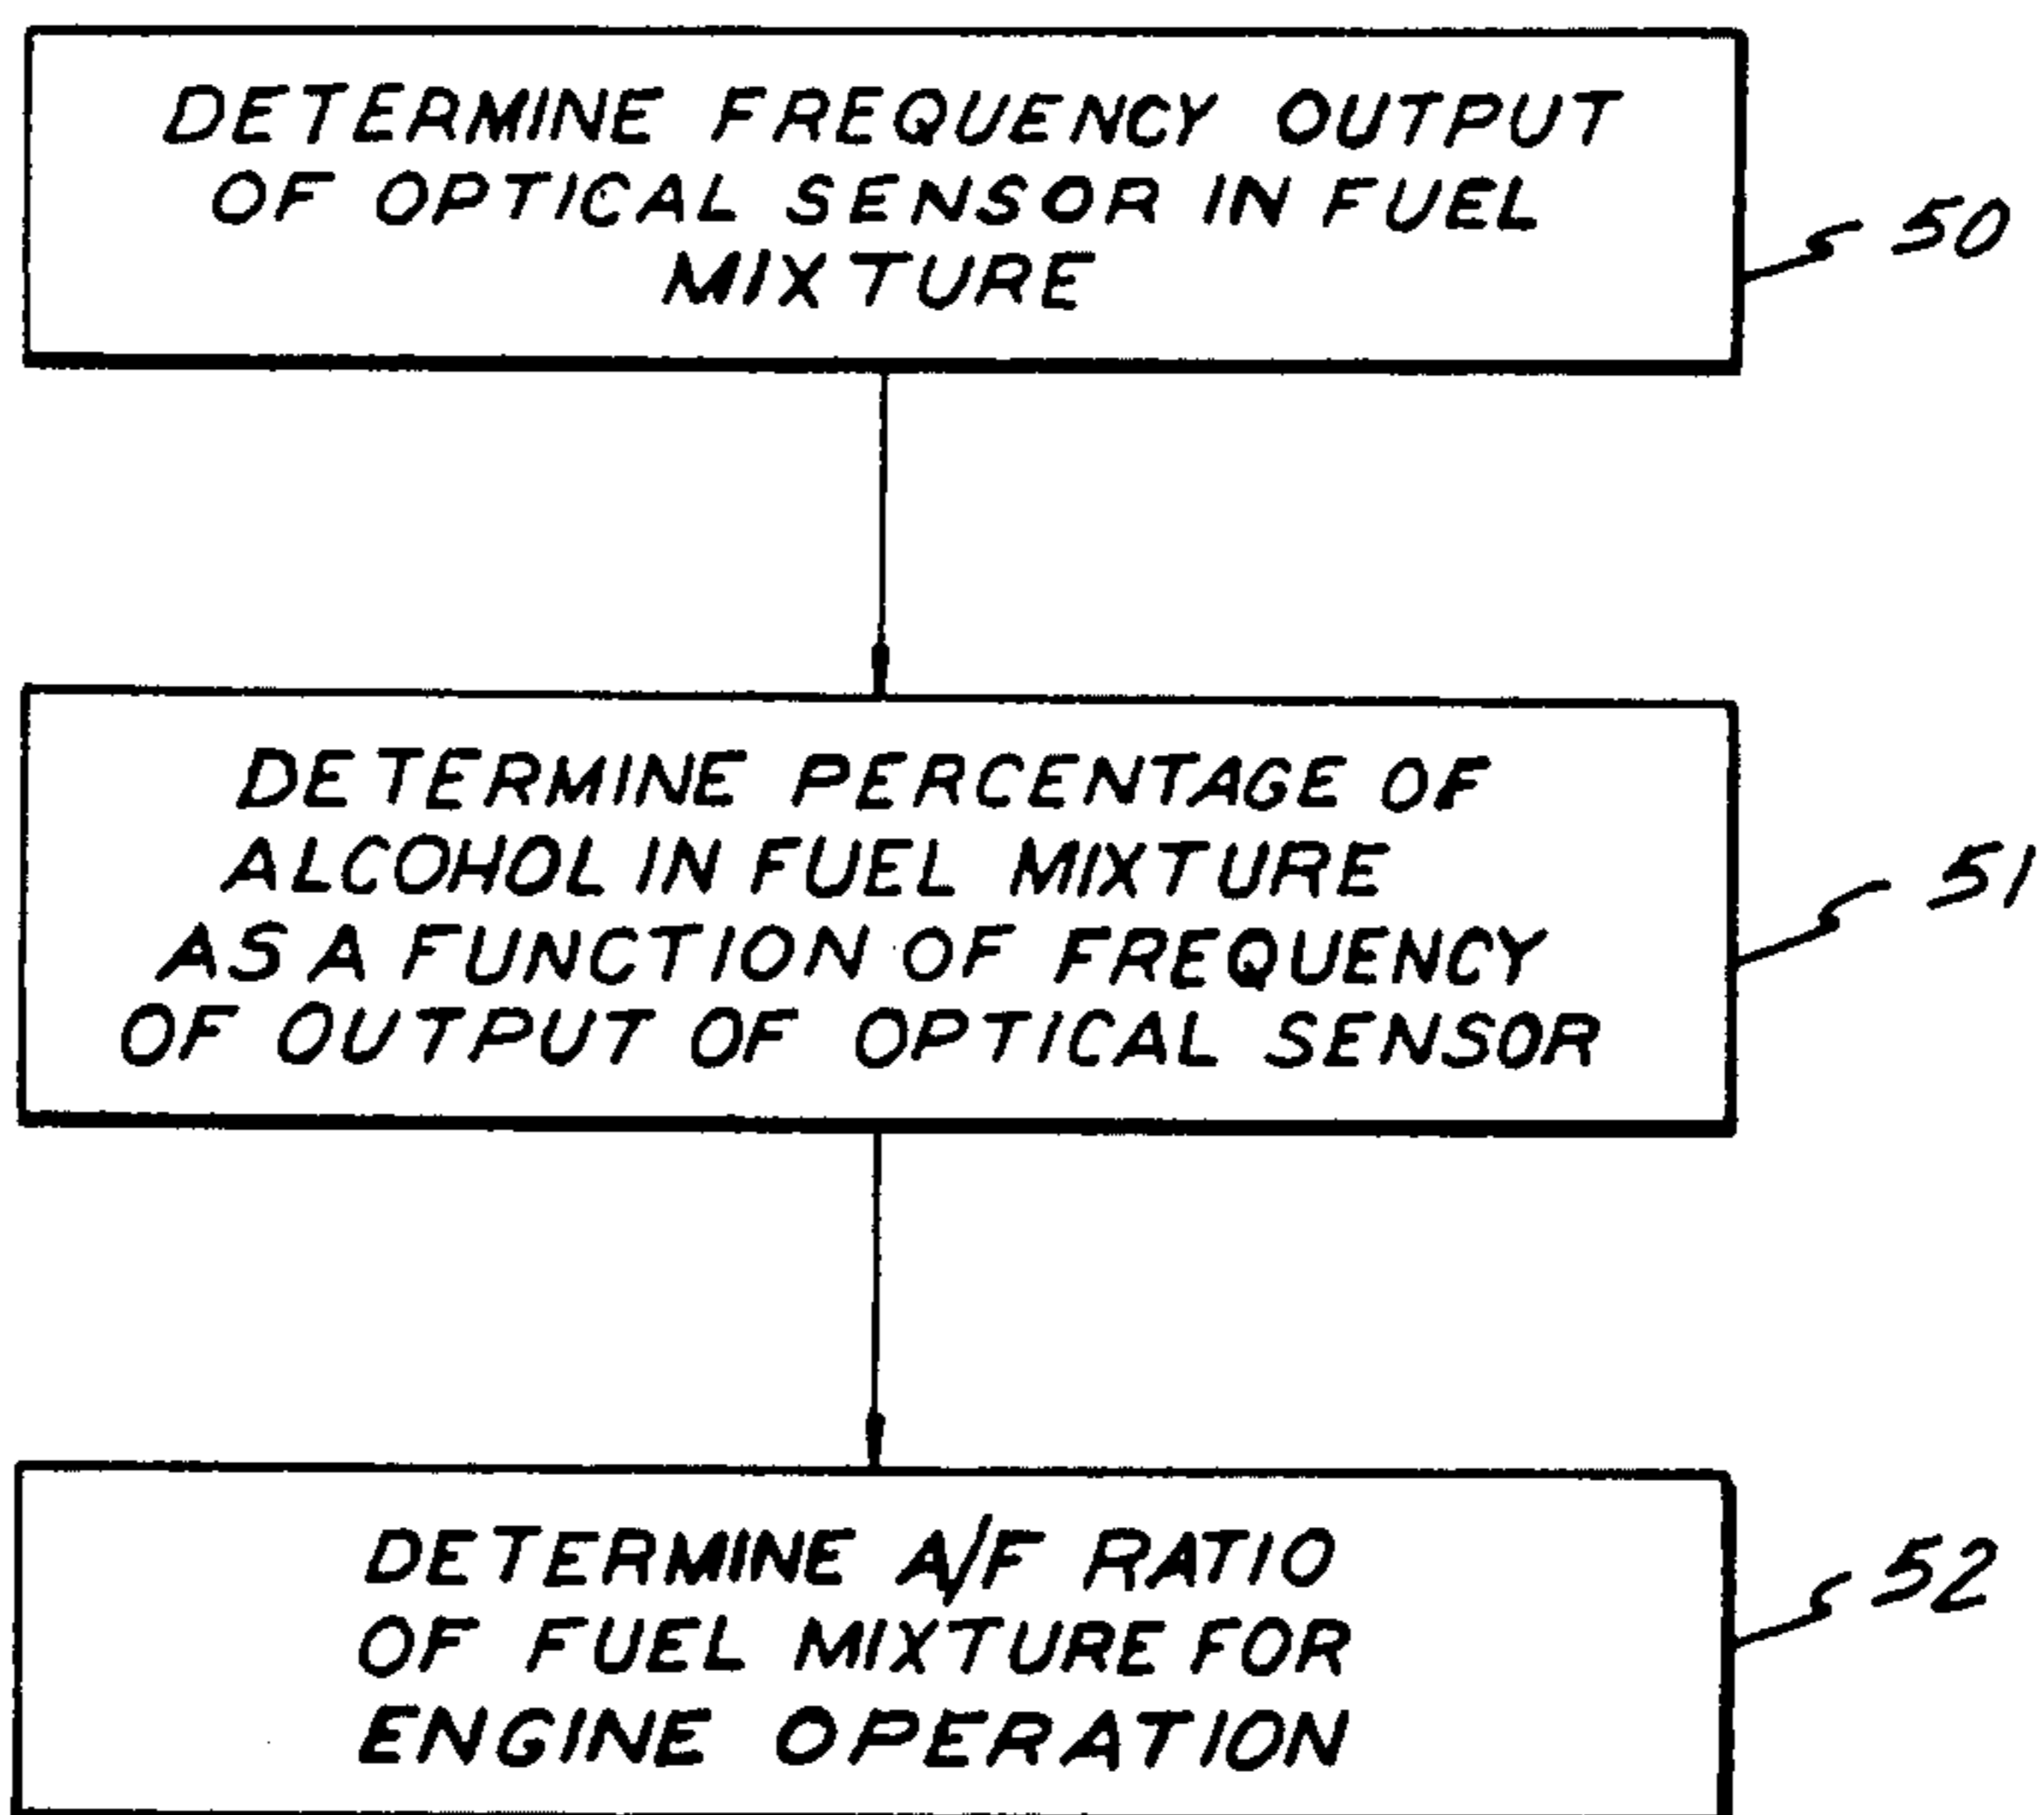 DETERMINE FREQUENCY OUTPUT
OF OPTICAL SENSOR IN FUEL
MIXTURE
50
DETERMINE PERCENTAGE OF
ALCOHOL IN FUEL MIXTURE
AS A FUNCTION OF FREQUENCY
OF OUTPUT OF OPTICAL SENSOR
51
DETERMINE A/F RATIO
OF FUEL MIXTURE FOR
ENGINE OPERATION
52